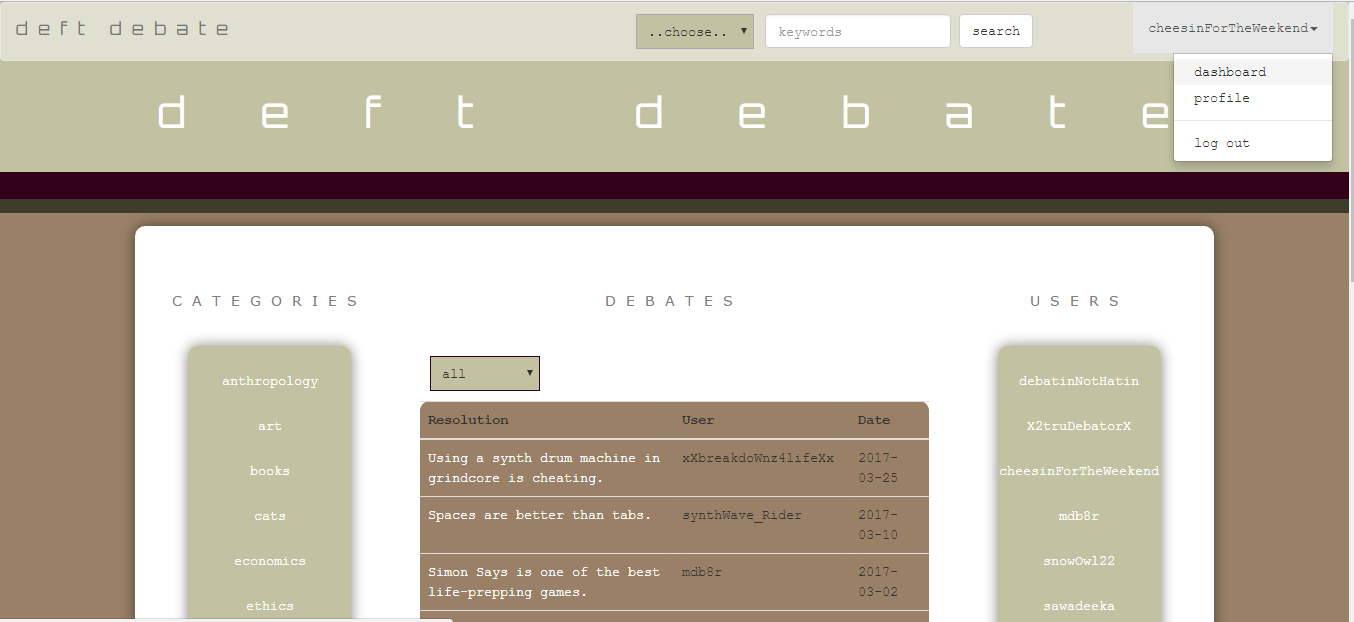 deft debate
..choose..
keywords
search
cheesinForTheWeekend
dashboard
profile
log out
deft debate
CATEGORIES
anthropology
art
books
cats
economics
ethics
DEBATES
all
Resolution User Date
Using a synth drum machine in xXbreakdoWnz4lifeXx 2017-
grindcore is cheating. 03-25
Spaces are better than tabs. synthWave_Rider 2017-
03-10
Simon Says is one of the best mdb8r 2017-
life-prepping games. 03-02
USERS
debatinNotHatin
X2truDebatorX
cheesinForTheWeekend
mdb8r
snowOwl22
sawadeeka